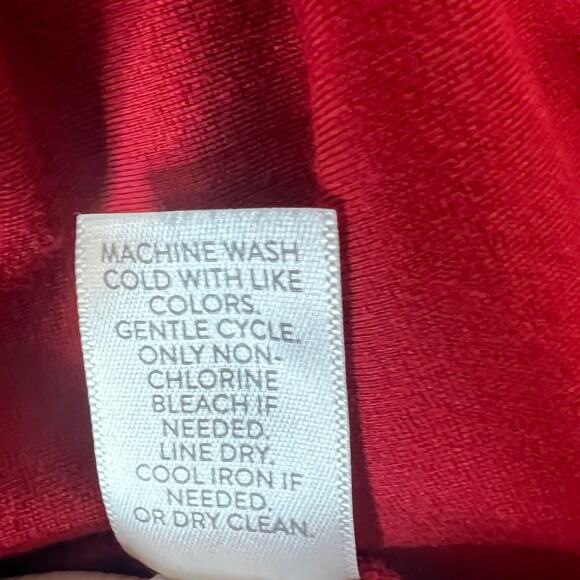 MACHINE WASH
COLD WITH LIKE
COLORS.
GENTLE CYCLE.
ONLY NON-
CHLORINE
BLEACH IF
NEEDED.
LINE DRY.
COOL IRON IF
NEEDED.
OR DRY CLEAN.